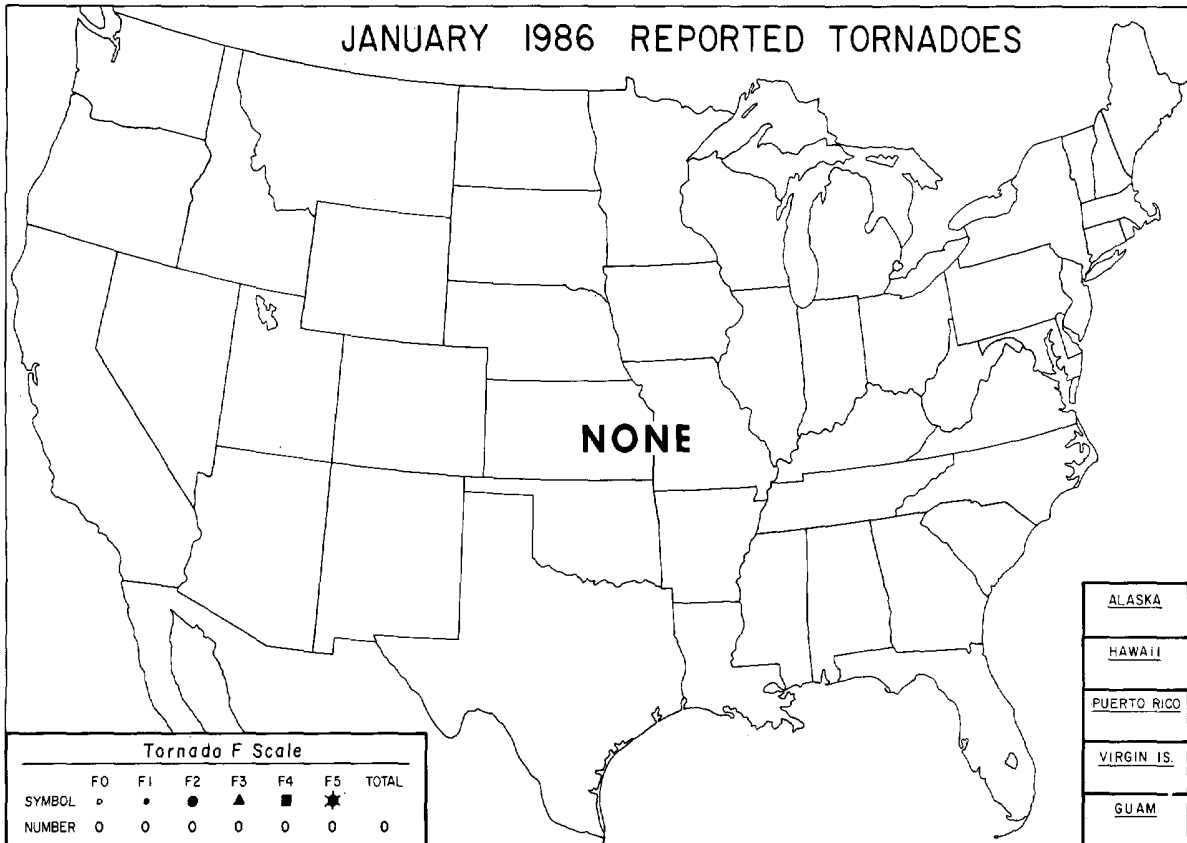 JANUARY 1986 REPORTED TORNADOES
NONE
ALASKA
HAWAII
PUERTO RICO
VIRGIN IS.
GUAM
Tornado F Scale
F0 F1 F2 F3 F4 F5 TOTAL
SYMBOL
NUMBER 0 0 0 0 0 0 0